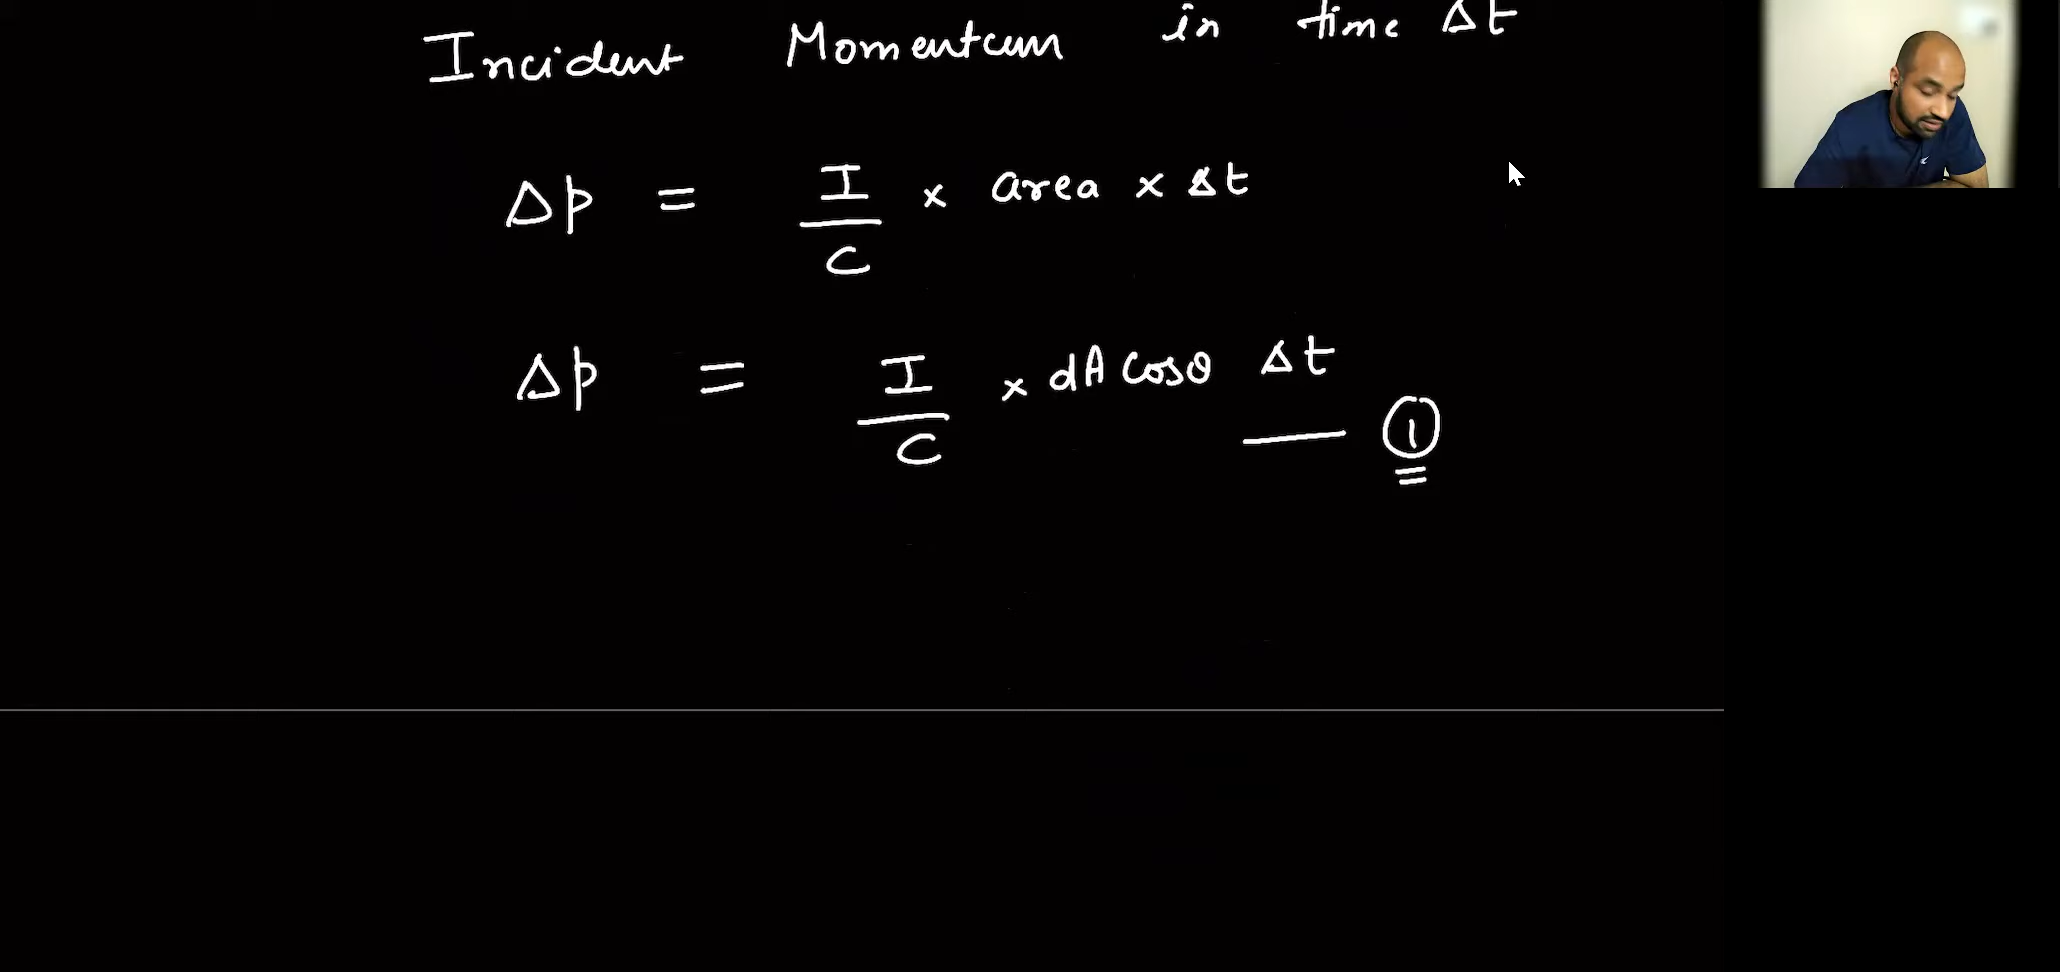 Incident Momentum in time Δt
Δp = I/C × area × Δt
Δp = I/C × dA Cosθ Δt
— ①